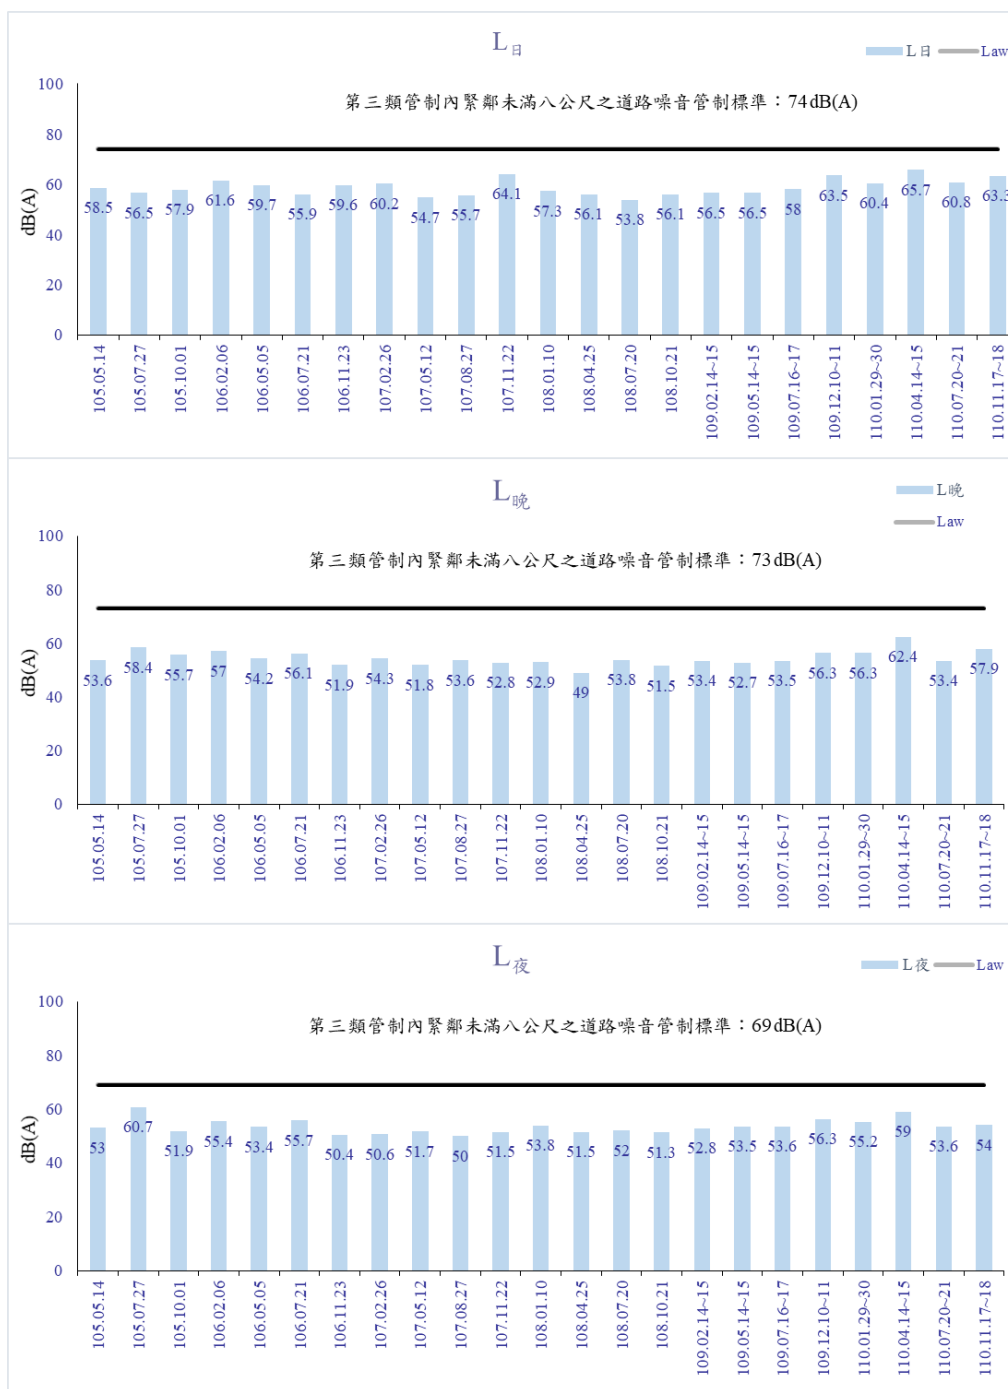 L日
L日 Law
第三類管制內緊鄰未滿八公尺之道路噪音管制標準：74dB(A)
dB(A)
100
80
60
40
20
0
58.5 56.5 57.9 61.6 59.7 55.9 59.6 60.2 54.7 55.7 64.1 57.3 56.1 53.8 56.1 56.5 56.5 58 63.5 60.4 65.7 60.8 63.3
105.05.14 105.07.27 105.10.01 106.02.06 106.05.05 106.07.21 106.11.23 107.02.26 107.05.12 107.08.27 107.11.22 108.01.10 108.04.25 108.07.20 108.10.21 109.02.14~15 109.05.14~15 109.07.16~17 109.12.10~11 110.01.29~30 110.04.14~15 110.07.20~21 110.11.17~18
L晚
L晚
Law
第三類管制內緊鄰未滿八公尺之道路噪音管制標準：73dB(A)
dB(A)
100
80
60
40
20
0
53.6 58.4 55.7 57 54.2 56.1 51.9 54.3 51.8 53.6 52.8 52.9 49 53.8 51.5 53.4 52.7 53.5 56.3 56.3 62.4 53.4 57.9
105.05.14 105.07.27 105.10.01 106.02.06 106.05.05 106.07.21 106.11.23 107.02.26 107.05.12 107.08.27 107.11.22 108.01.10 108.04.25 108.07.20 108.10.21 109.02.14~15 109.05.14~15 109.07.16~17 109.12.10~11 110.01.29~30 110.04.14~15 110.07.20~21 110.11.17~18
L夜
L夜 Law
第三類管制內緊鄰未滿八公尺之道路噪音管制標準：69dB(A)
dB(A)
100
80
60
40
20
0
53 60.7 51.9 55.4 53.4 55.7 50.4 50.6 51.7 50 51.5 53.8 51.5 52 51.3 52.8 53.5 53.6 56.3 55.2 59 53.6 54
105.05.14 105.07.27 105.10.01 106.02.06 106.05.05 106.07.21 106.11.23 107.02.26 107.05.12 107.08.27 107.11.22 108.01.10 108.04.25 108.07.20 108.10.21 109.02.14~15 109.05.14~15 109.07.16~17 109.12.10~11 110.01.29~30 110.04.14~15 110.07.20~21 110.11.17~18